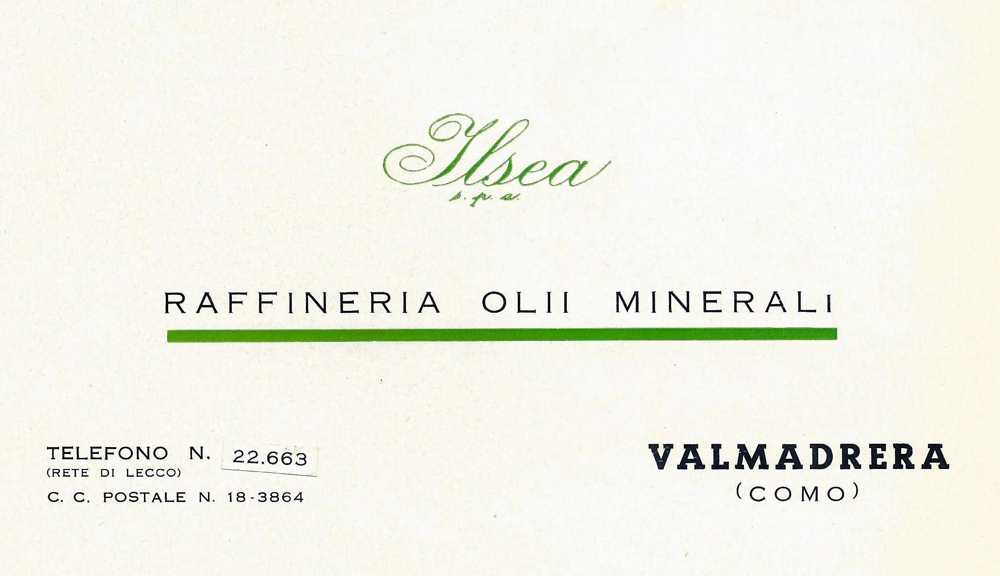 Ilsea
s.p.a.
RAFFINERIA OLII MINERALI
TELEFONO N. 22.663
(RETE DI LECCO)
C. C. POSTALE N. 18-3864
VALMADRERA
(COMO)